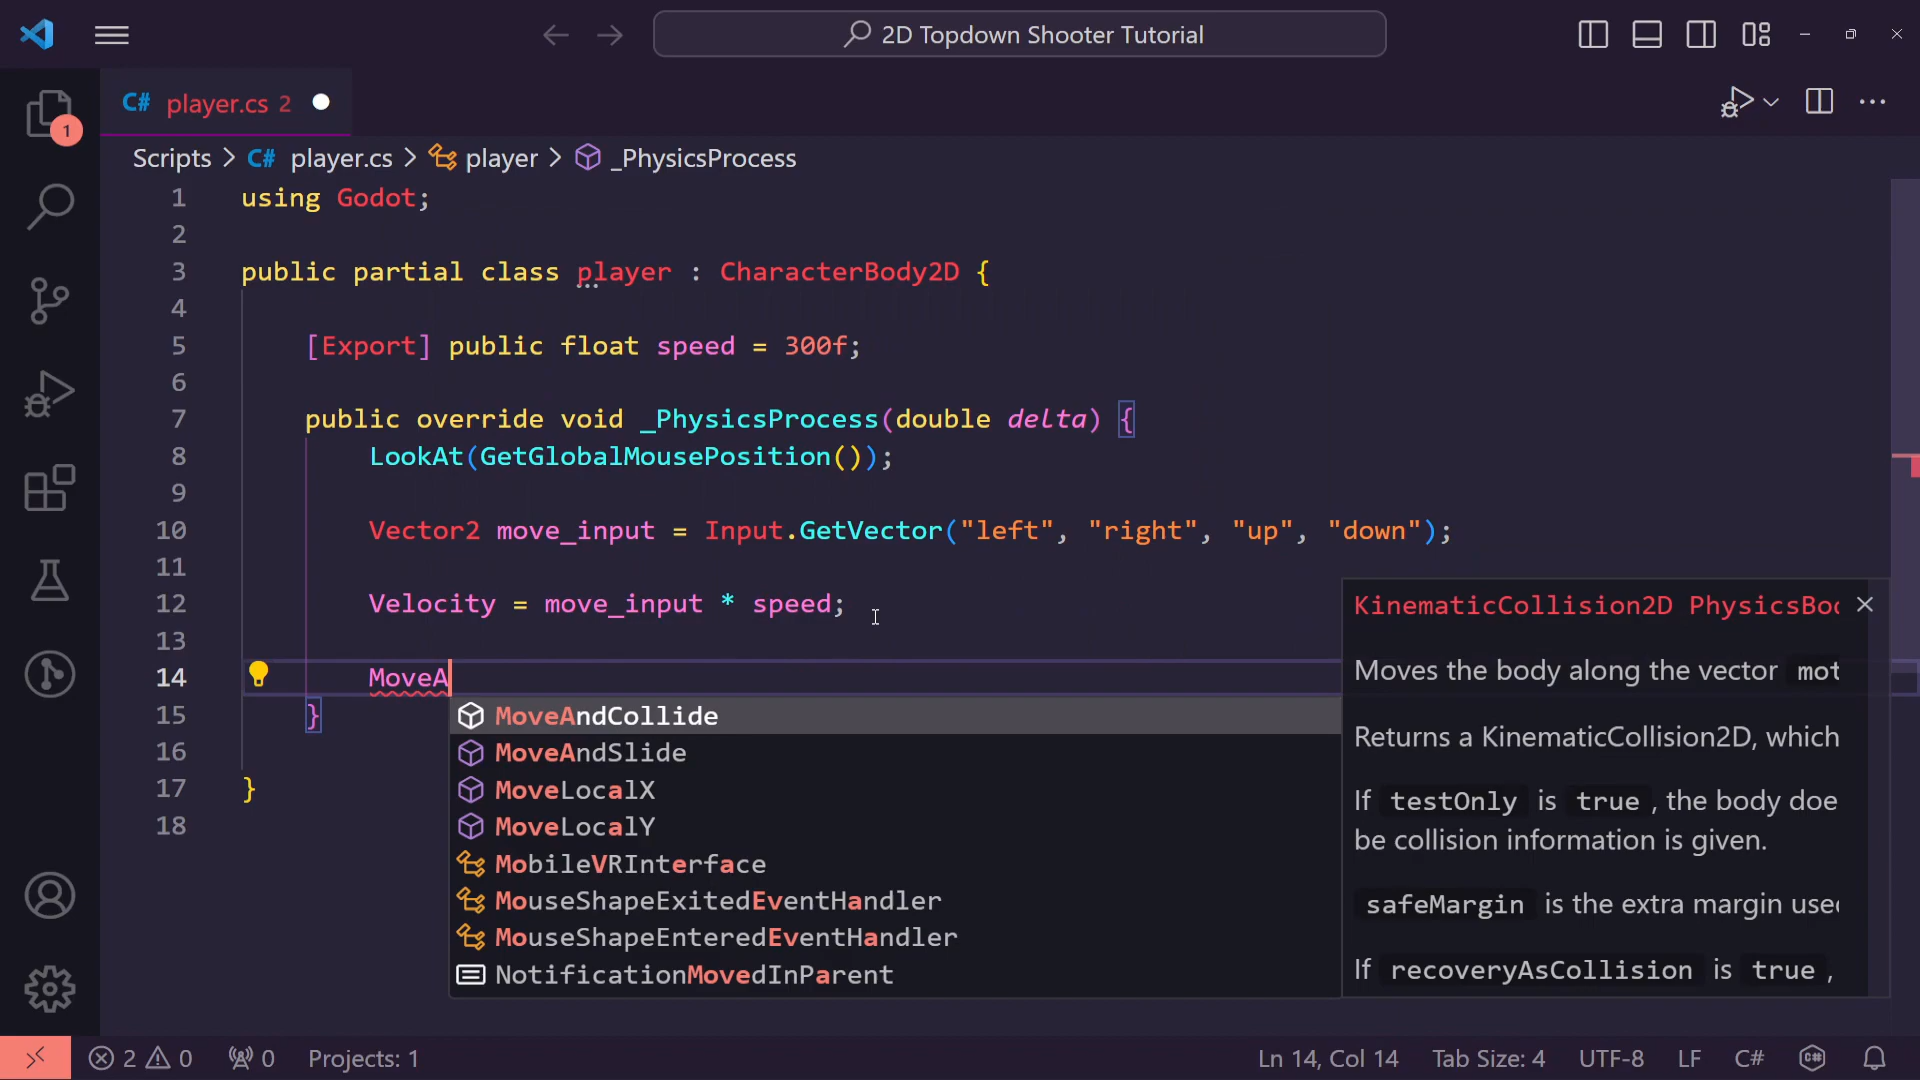 2D Topdown Shooter Tutorial
C# player.cs 2
1
Scripts > C# player.cs > player > _PhysicsProcess
1 using Godot;
2
3 public partial class player : CharacterBody2D {
4
5 [Export] public float speed = 300f;
6
7 public override void _PhysicsProcess(double delta) {
8 LookAt(GetGlobalMousePosition());
9
10 Vector2 move_input = Input.GetVector("left", "right", "up", "down");
11
12 Velocity = move_input * speed;
13
14 MoveA
15 }
16
17 }
18
MoveAndCollide
MoveAndSlide
MoveLocalX
MoveLocalY
MobileVRInterface
MouseShapeExitedEventHandler
MouseShapeEnteredEventHandler
NotificationMovedInParent
KinematicCollision2D PhysicsBod
Moves the body along the vector mot
Returns a KinematicCollision2D, which
If testOnly is true , the body doe
be collision information is given.
safeMargin is the extra margin used
If recoveryAsCollision is true ,
2 0 0 Projects: 1 Ln 14, Col 14 Tab Size: 4 UTF-8 LF C#